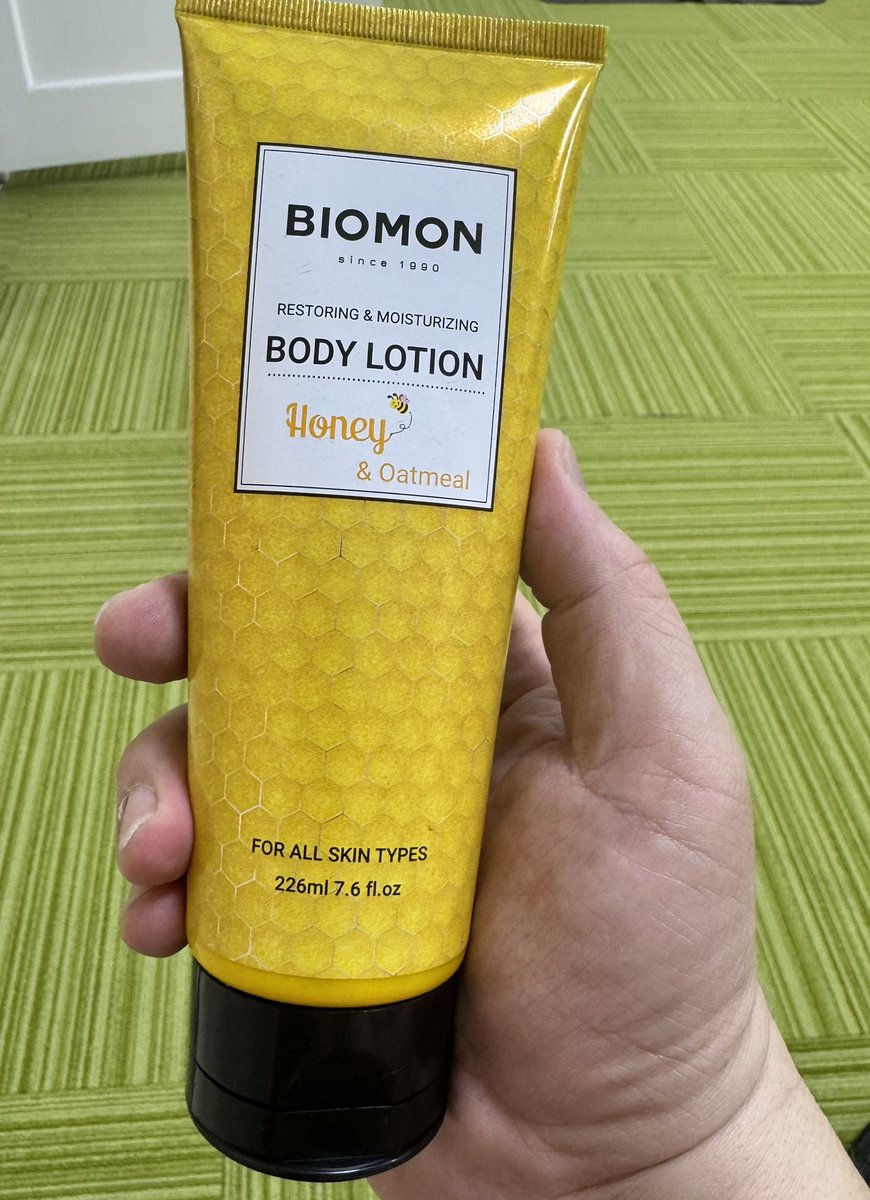 BIOMON
since 1990
RESTORING & MOISTURIZING
BODY LOTION
Honey
& Oatmeal
FOR ALL SKIN TYPES
226ml 7.6 fl.oz